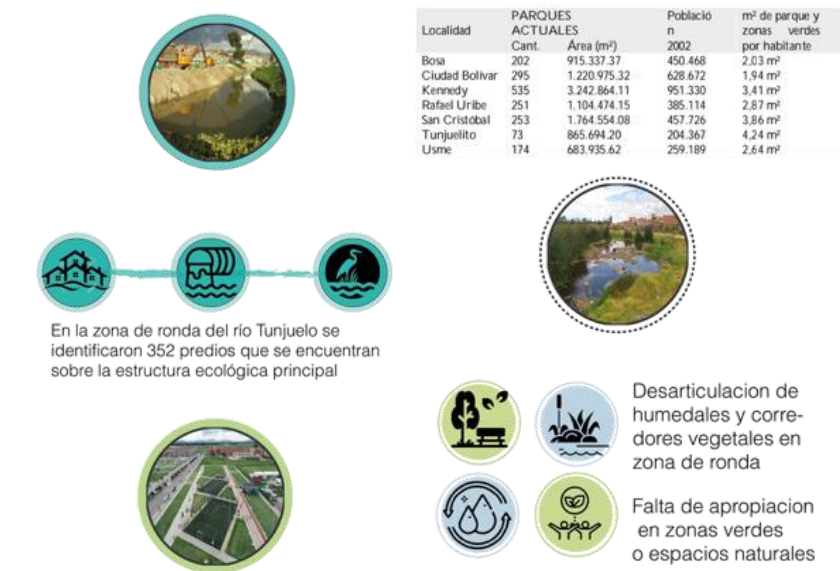 Localidad PARQUES ACTUALES Població n m² de parque y zonas verdes por habitante
Cant. Área (m²) 2002
Bosa 202 915.337.37 450.468 2,03 m²
Ciudad Bolívar 295 1.220.975.32 628.672 1,94 m²
Kennedy 535 3.242.864.11 951.330 3,41 m²
Rafael Uribe 251 1.104.474.15 385.114 2,87 m²
San Cristóbal 253 1.764.554.08 457.726 3,86 m²
Tunjuelito 73 865.694.20 204.367 4,24 m²
Usme 174 683.935.62 259.189 2,64 m²
En la zona de ronda del río Tunjuelo se
identificaron 352 predios que se encuentran
sobre la estructura ecológica principal
Desarticulacion de
humedales y corre-
dores vegetales en
zona de ronda
Falta de apropiacion
en zonas verdes
o espacios naturales